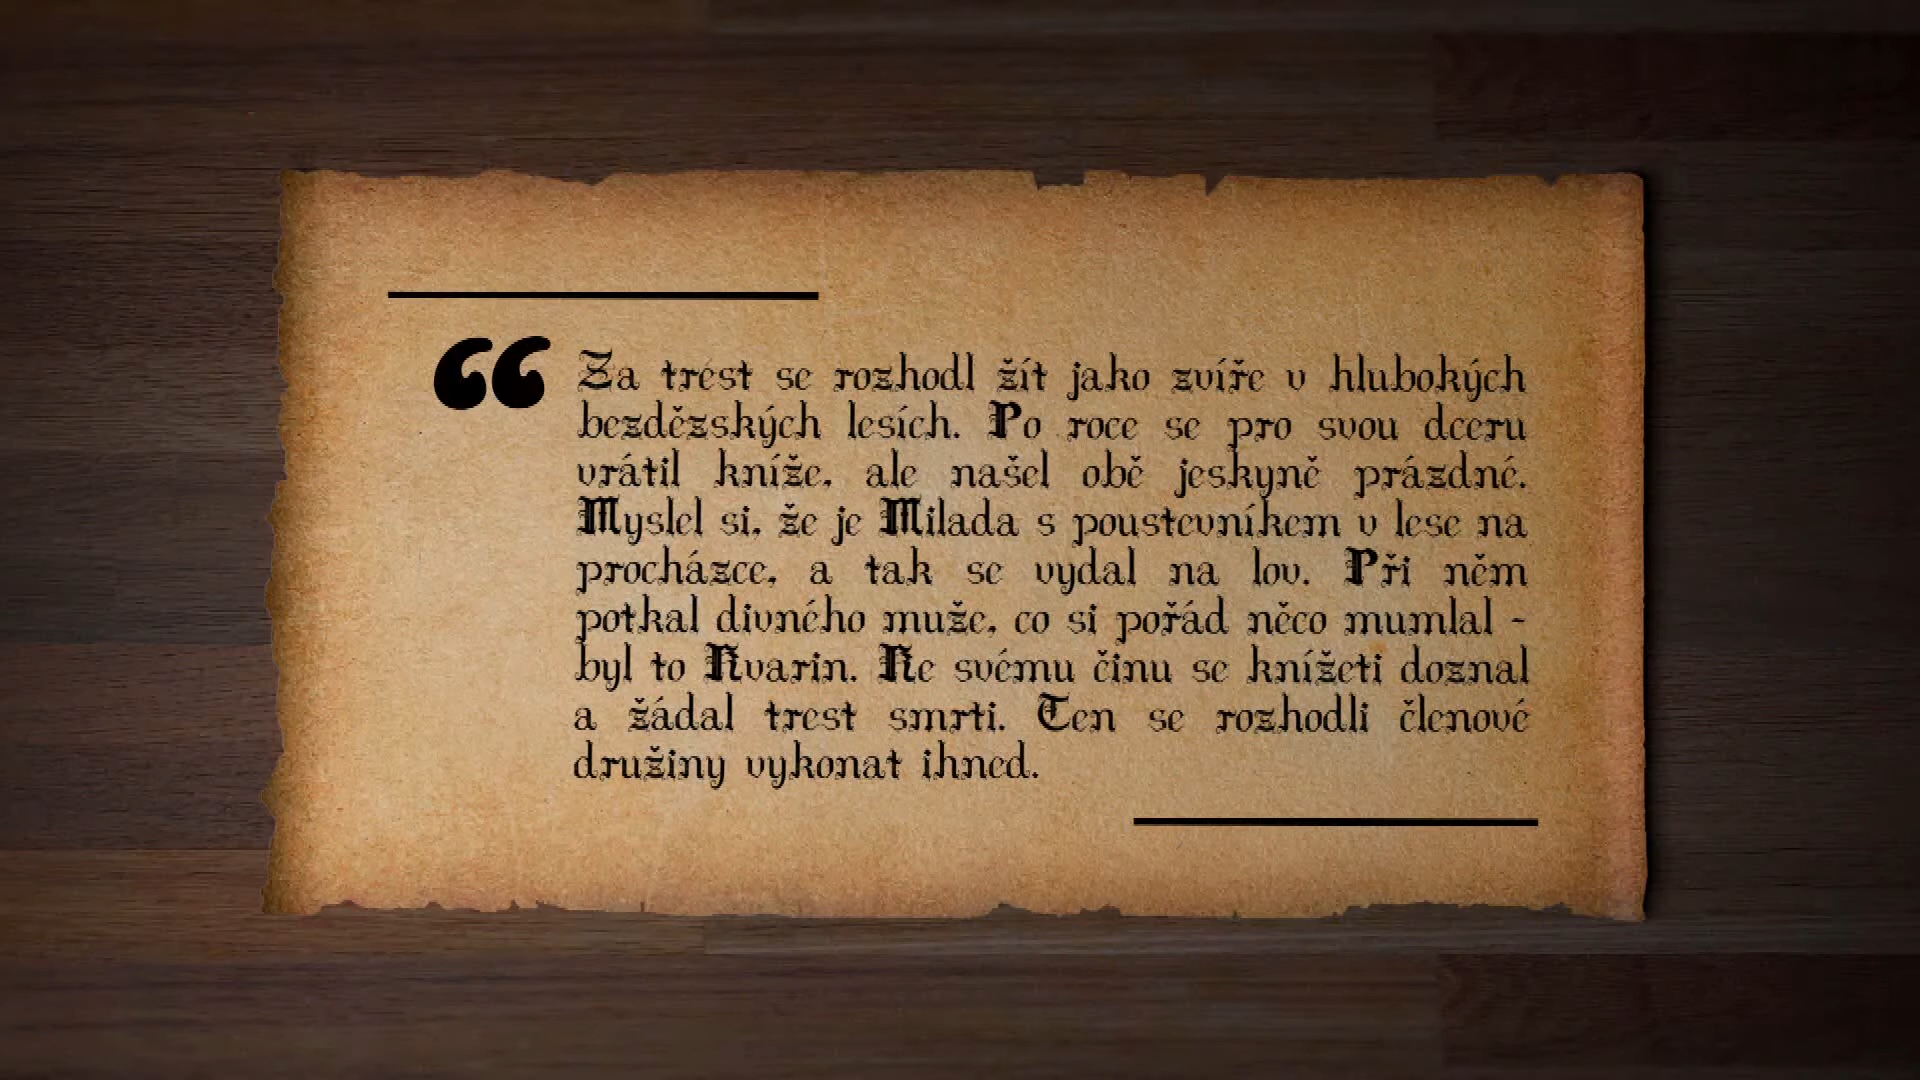 “ Za trest se rozhodl žít jako zvíře v hlubokých
bezdězských lesích. Po roce se pro svou dceru
vrátil kníže, ale našel obě jeskyně prázdné.
Myslel si, že je Milada s poustevníkem v lese na
procházce, a tak se vydal na lov. Při něm
potkal divného muže, co si pořád něco mumlal -
byl to Kvarin. Ke svému činu se knížeti doznal
a žádal trest smrti. Ten se rozhodli členové
družiny vykonat ihned.